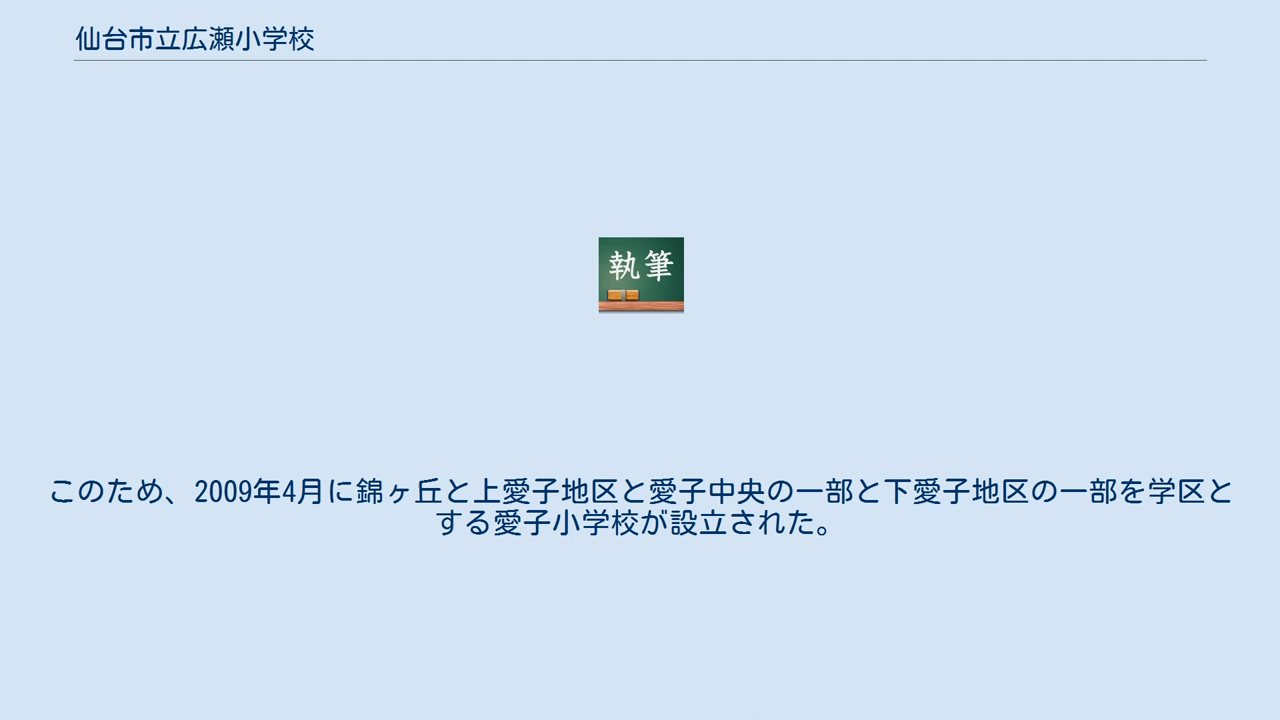 仙台市立広瀬小学校
執筆
このため、2009年4月に錦ヶ丘と上愛子地区と愛子中央の一部と下愛子地区の一部を学区と
する愛子小学校が設立された。